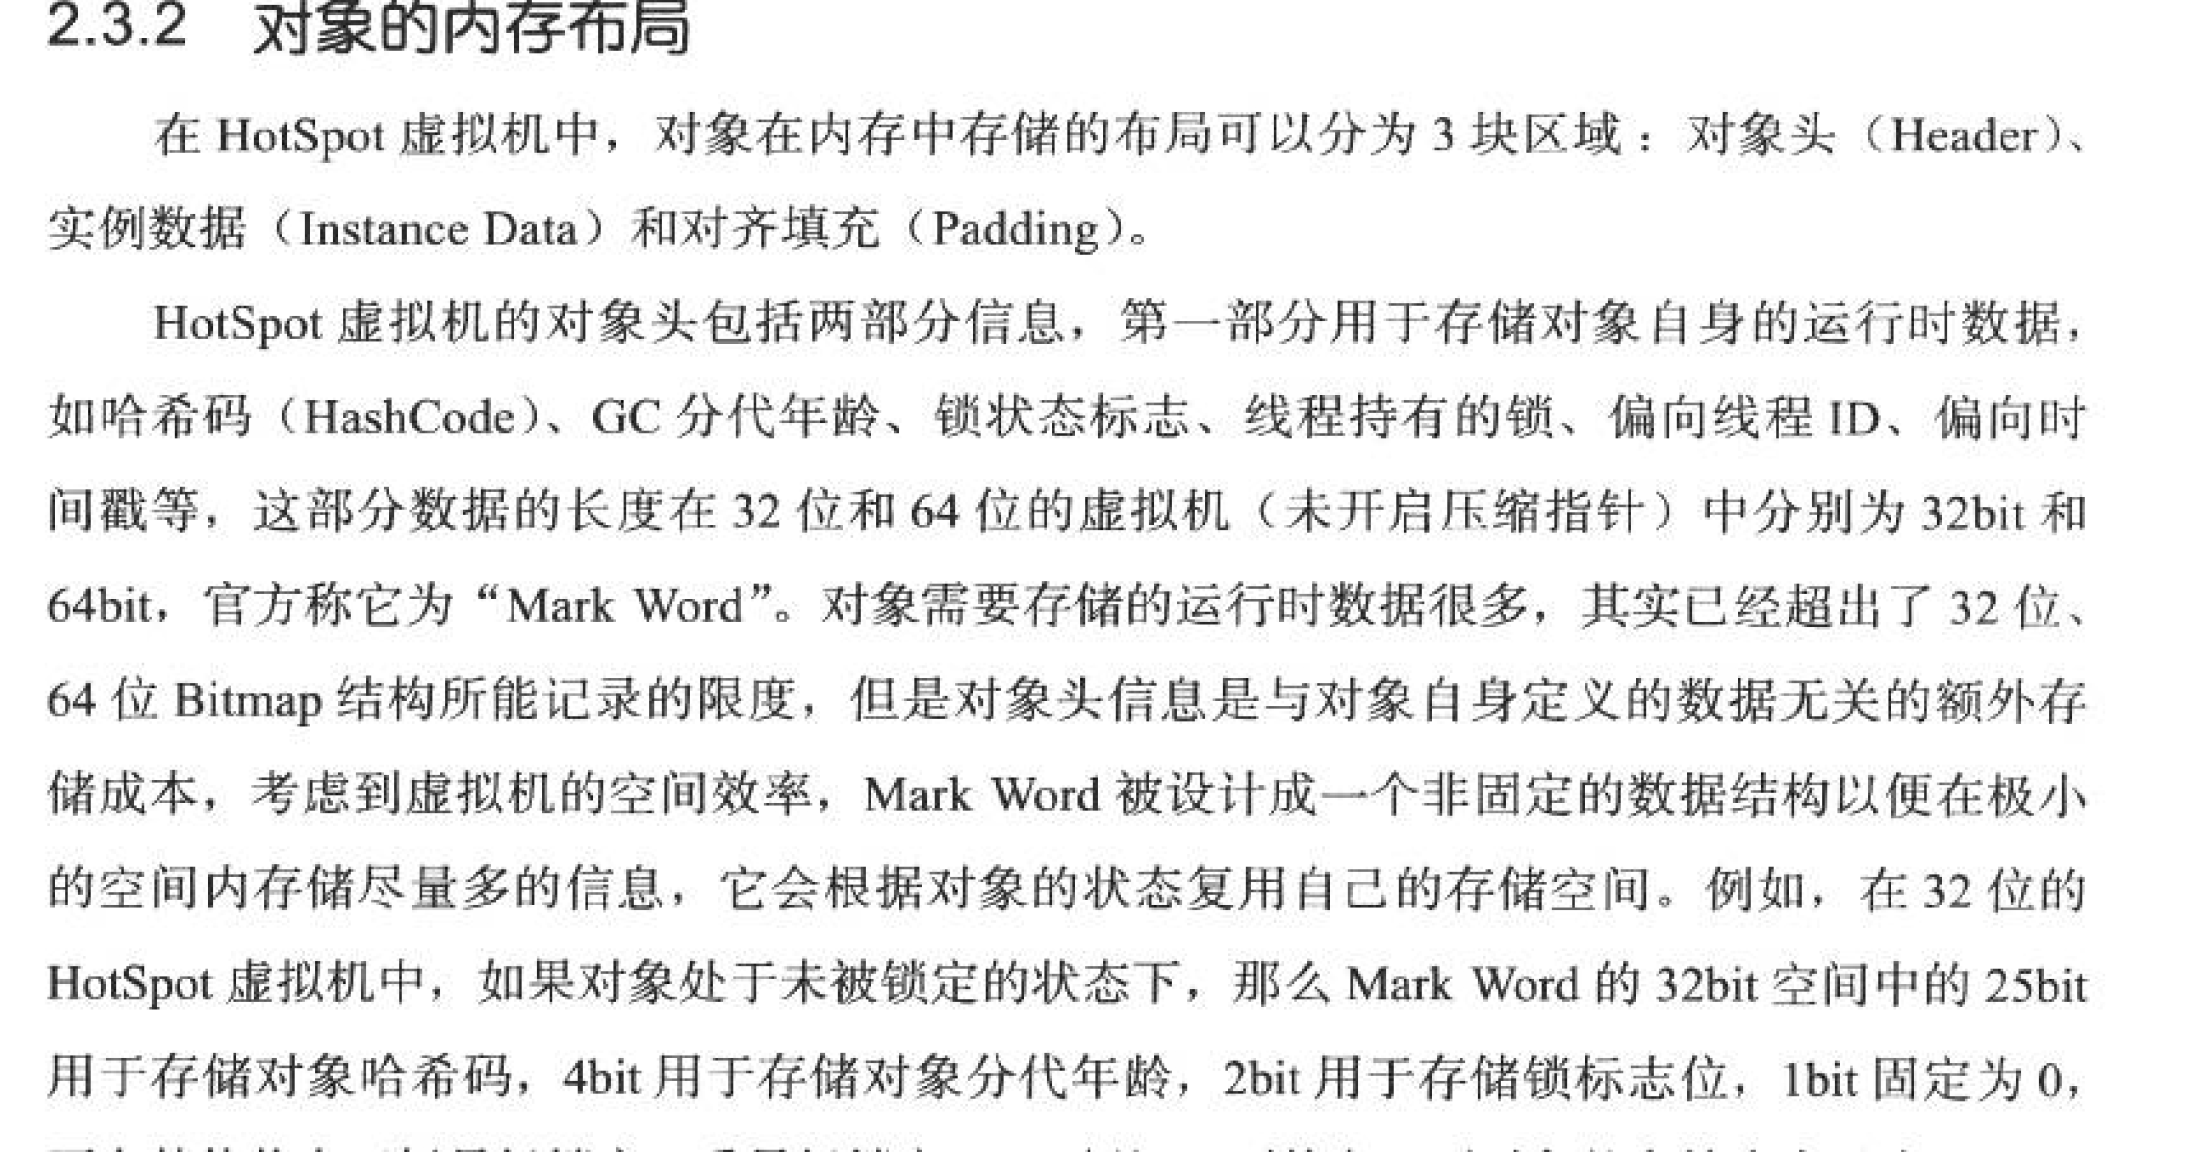 2.3.2 对象的内存布局
在 HotSpot 虚拟机中，对象在内存中存储的布局可以分为 3 块区域：对象头（Header）、
实例数据（Instance Data）和对齐填充（Padding）。
HotSpot 虚拟机的对象头包括两部分信息，第一部分用于存储对象自身的运行时数据，
如哈希码（HashCode）、GC 分代年龄、锁状态标志、线程持有的锁、偏向线程 ID、偏向时
间戳等，这部分数据的长度在 32 位和 64 位的虚拟机（未开启压缩指针）中分别为 32bit 和
64bit，官方称它为“Mark Word”。对象需要存储的运行时数据很多，其实已经超出了 32 位、
64 位 Bitmap 结构所能记录的限度，但是对象头信息是与对象自身定义的数据无关的额外存
储成本，考虑到虚拟机的空间效率，Mark Word 被设计成一个非固定的数据结构以便在极小
的空间内存储尽量多的信息，它会根据对象的状态复用自己的存储空间。例如，在 32 位的
HotSpot 虚拟机中，如果对象处于未被锁定的状态下，那么 Mark Word 的 32bit 空间中的 25bit
用于存储对象哈希码，4bit 用于存储对象分代年龄，2bit 用于存储锁标志位，1bit 固定为 0，